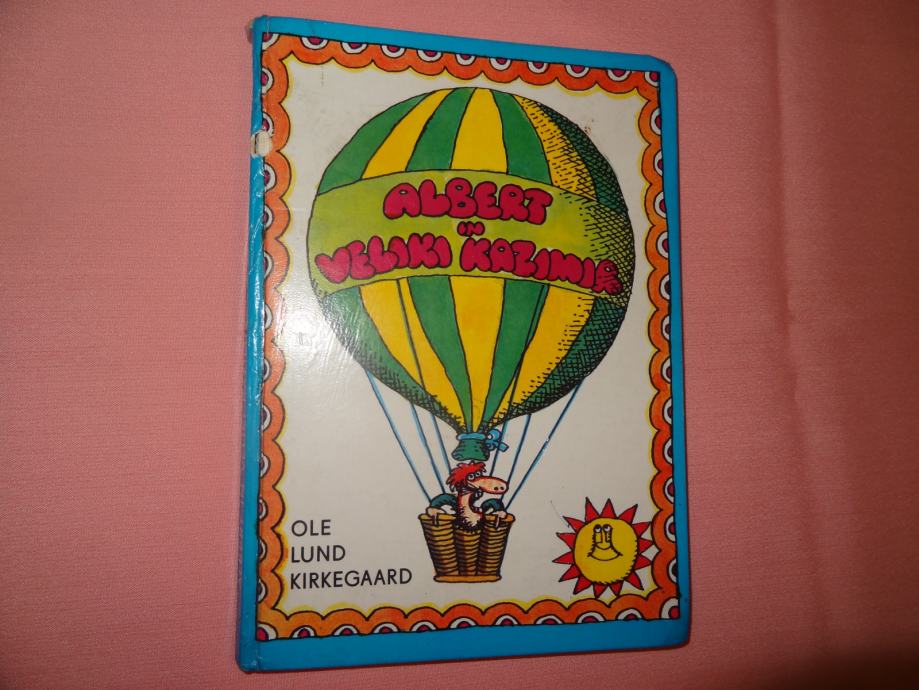 ALBERT
IN
VELIKI KAZIMIR
OLE
LUND
KIRKEGAARD